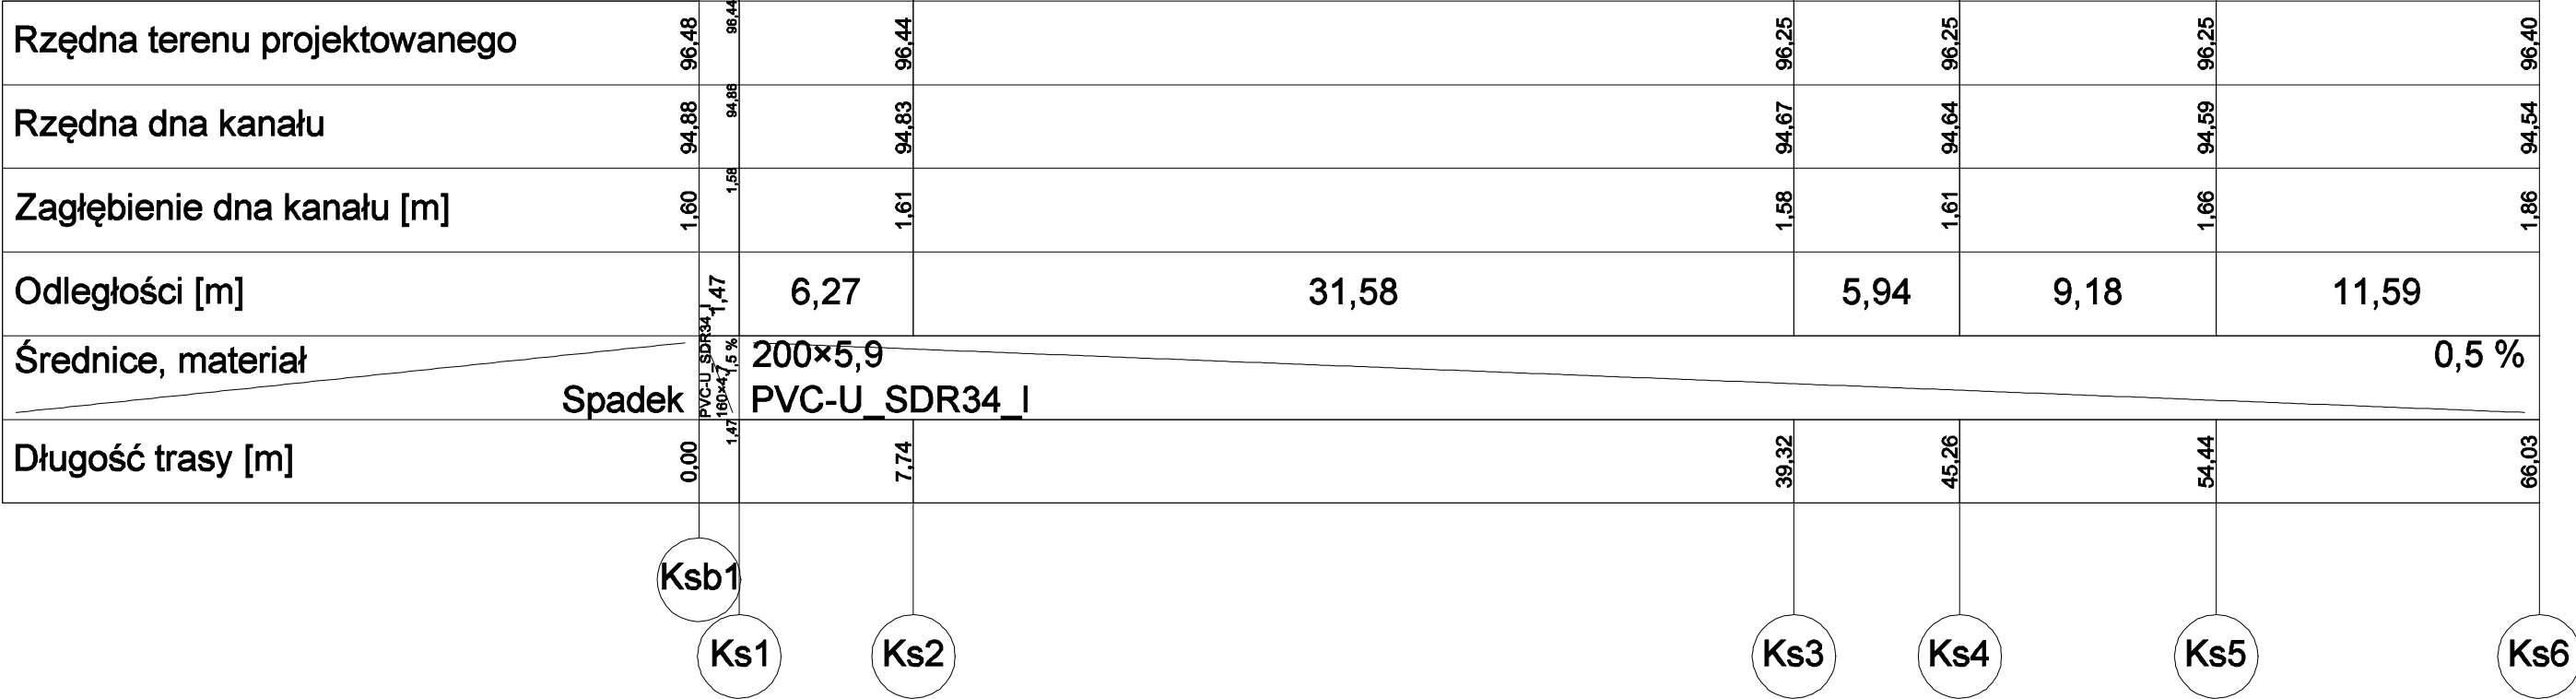 Rzędna terenu projektowanego 96,48 96,44 96,44 96,25 96,25 96,25 96,40
Rzędna dna kanału 94,88 94,86 94,83 94,67 94,64 94,59 94,54
Zagłębienie dna kanału [m] 1,60 1,58 1,61 1,58 1,61 1,66 1,86
Odległości [m] 1,47 6,27 31,58 5,94 9,18 11,59
Średnice, materiał 160×4,7 1,5 % 200×5,9 0,5 %
Spadek PVC-U_SDR34_I PVC-U_SDR34_I
Długość trasy [m] 0,00 1,47 7,74 39,32 45,26 54,44 66,03
Ksb1
Ks1 Ks2 Ks3 Ks4 Ks5 Ks6